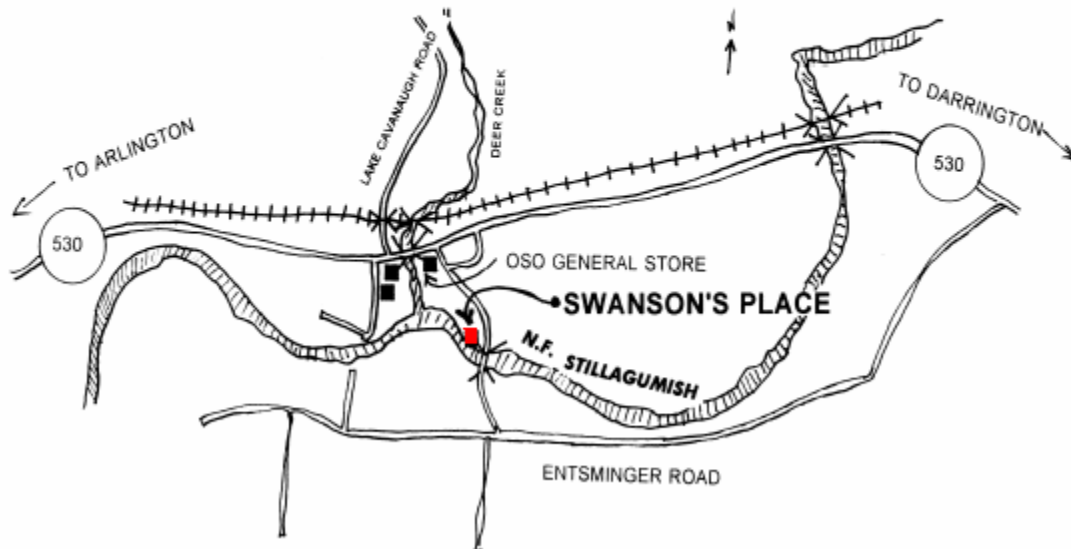 N
LAKE CAVANAUGH ROAD
DEER CREEK
TO ARLINGTON
TO DARRINGTON
530
530
OSO GENERAL STORE
SWANSON'S PLACE
N.F. STILLAGUMISH
ENTSMINGER ROAD